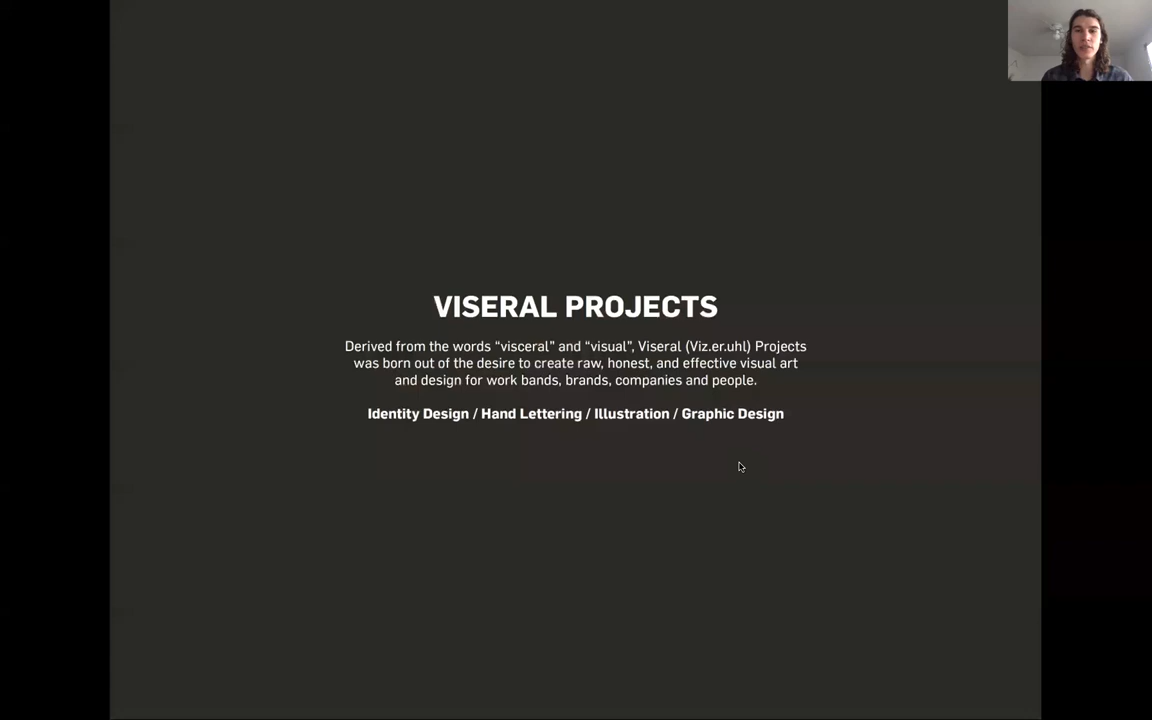 VISERAL PROJECTS
Derived from the words “visceral” and “visual”, Viseral (Viz.er.uhl) Projects
was born out of the desire to create raw, honest, and effective visual art
and design for work bands, brands, companies and people.
Identity Design / Hand Lettering / Illustration / Graphic Design